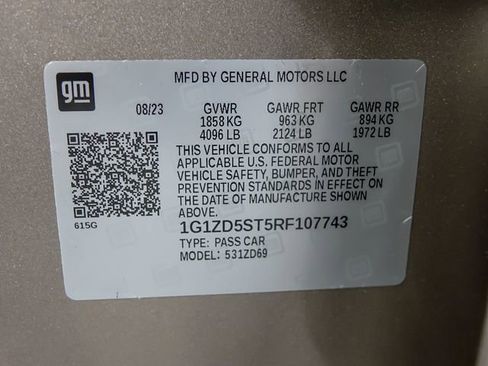 gm
MFD BY GENERAL MOTORS LLC
08/23 GVWR GAWR FRT GAWR RR
1858 KG 963 KG 894 KG
4096 LB 2124 LB 1972 LB
THIS VEHICLE CONFORMS TO ALL
APPLICABLE U.S. FEDERAL MOTOR
VEHICLE SAFETY, BUMPER, AND THEFT
PREVENTION STANDARDS IN EFFECT ON
THE DATE OF MANUFACTURE SHOWN
ABOVE.
615G
1G1ZD5ST5RF107743
TYPE: PASS CAR
MODEL: 531ZD69